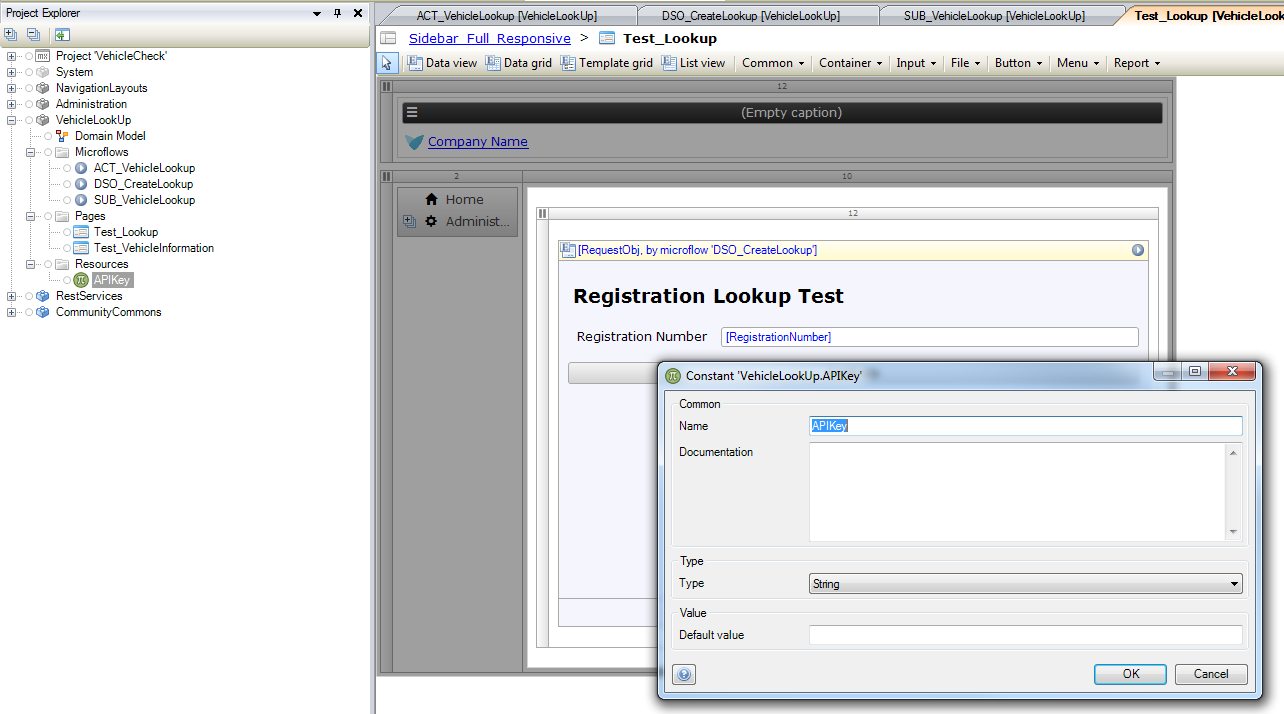 Project Explorer
Project 'VehicleCheck'
System
NavigationLayouts
Administration
VehicleLookUp
Domain Model
Microflows
ACT_VehicleLookup
DSO_CreateLookup
SUB_VehicleLookup
Pages
Test_Lookup
Test_VehicleInformation
Resources
APIKey
RestServices
CommunityCommons
ACT_VehicleLookup [VehicleLookUp] DSO_CreateLookup [VehicleLookUp] SUB_VehicleLookup [VehicleLookUp] Test_Lookup [VehicleLook
Sidebar_Full_Responsive > Test_Lookup
Data view Data grid Template grid List view Common Container Input File Button Menu Report
12
(Empty caption)
Company Name
2 10
Home
Administ...
12
[RequestObj, by microflow 'DSO_CreateLookup']
Registration Lookup Test
Registration Number [RegistrationNumber]
Constant 'VehicleLookUp.APIKey'
Common
Name APIKey
Documentation
Type
Type String
Value
Default value
OK Cancel